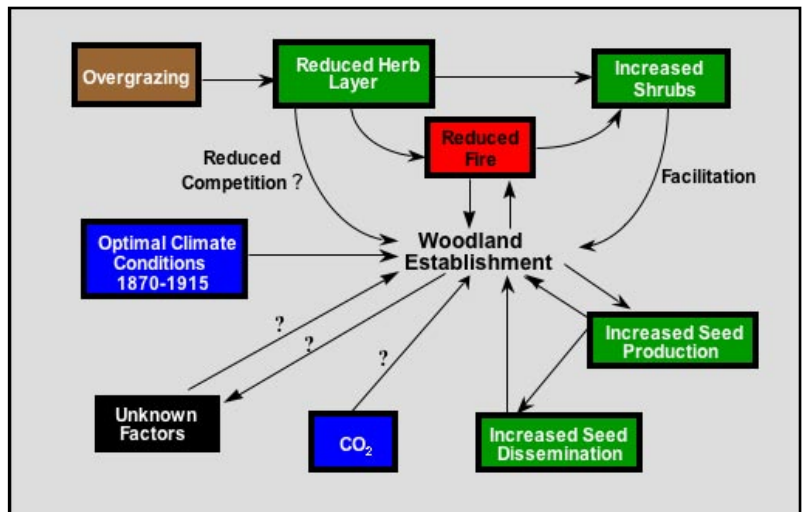 Overgrazing
Reduced Herb
Layer
Increased
Shrubs
Reduced
Fire
Reduced
Competition ?
Facilitation
Optimal Climate
Conditions
1870-1915
Woodland
Establishment
?
?
?
Increased Seed
Production
Unknown
Factors
CO₂
Increased Seed
Dissemination